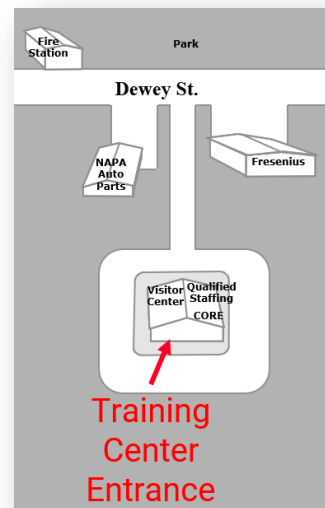 Fire
Station
Park
Dewey St.
NAPA
Auto
Parts
Fresenius
Visitor
Center
Qualified
Staffing
CORE
Training
Center
Entrance